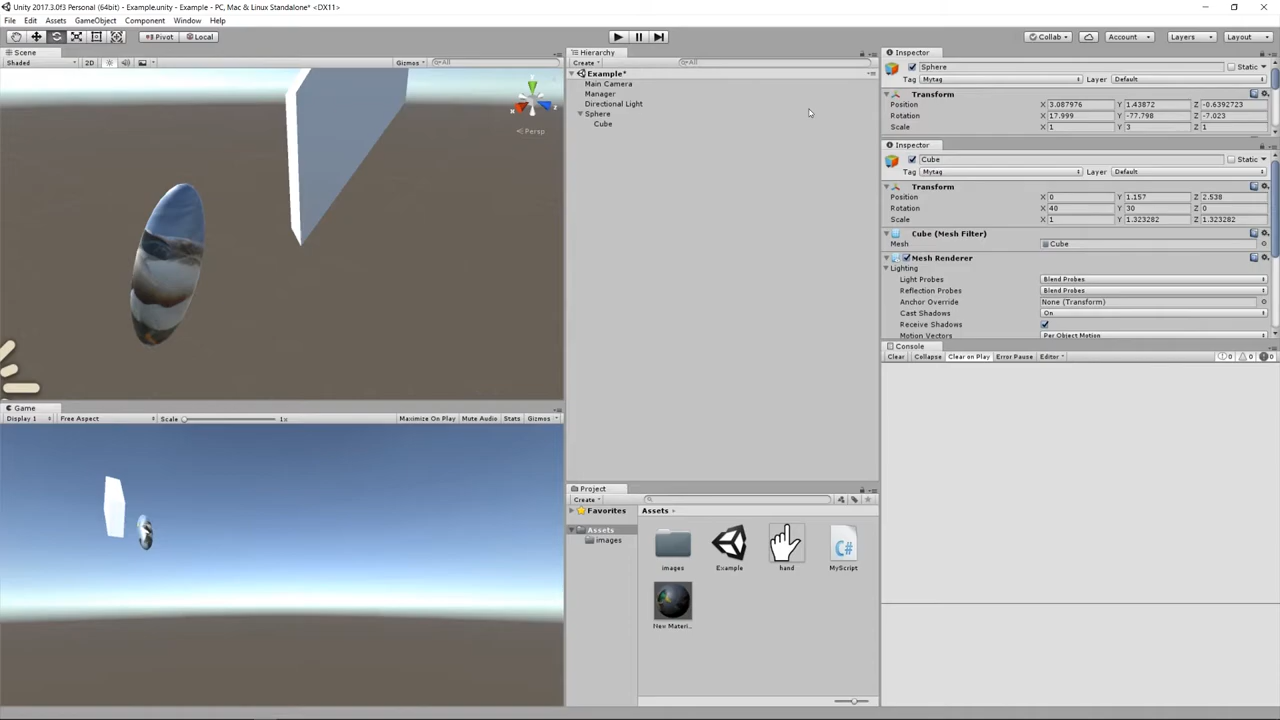 Unity 2017.3.0f3 Personal (64bit) - Example.unity - Example - PC, Mac & Linux Standalone* <DX11>
File Edit Assets GameObject Component Window Help
Pivot Local
Collab Account Layers Layout
Scene
Shaded 2D Gizmos All
Persp
Game
Display 1 Free Aspect Scale 1x Maximize On Play Mute Audio Stats Gizmos
Hierarchy
Create All
Example*
Main Camera
Manager
Directional Light
Sphere
Cube
Project
Create
Favorites
Assets
images
Assets
images Example hand MyScript
New Materi...
Inspector
Sphere Static
Tag Mytag Layer Default
Transform
Position X 3.087976 Y 1.43872 Z -0.6392723
Rotation X 17.999 Y -77.798 Z -7.023
Scale X 1 Y 3 Z 1
Inspector
Cube Static
Tag Mytag Layer Default
Transform
Position X 0 Y 1.157 Z 2.538
Rotation X 40 Y 30 Z 0
Scale X 1 Y 1.323282 Z 1.323282
Cube (Mesh Filter)
Mesh Cube
Mesh Renderer
Lighting
Light Probes Blend Probes
Reflection Probes Blend Probes
Anchor Override None (Transform)
Cast Shadows On
Receive Shadows
Motion Vectors Per Object Motion
Console
Clear Collapse Clear on Play Error Pause Editor 0 0 0